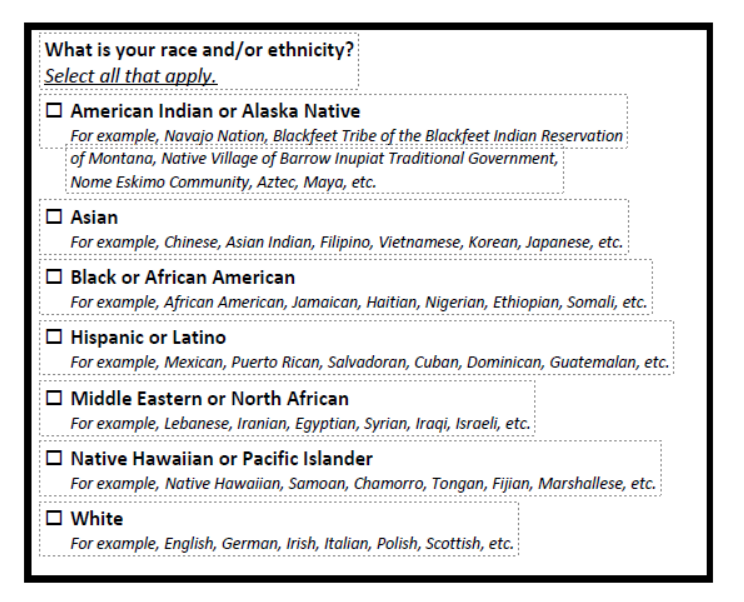 What is your race and/or ethnicity?
Select all that apply.
American Indian or Alaska Native
For example, Navajo Nation, Blackfeet Tribe of the Blackfeet Indian Reservation
of Montana, Native Village of Barrow Inupiat Traditional Government,
Nome Eskimo Community, Aztec, Maya, etc.
Asian
For example, Chinese, Asian Indian, Filipino, Vietnamese, Korean, Japanese, etc.
Black or African American
For example, African American, Jamaican, Haitian, Nigerian, Ethiopian, Somali, etc.
Hispanic or Latino
For example, Mexican, Puerto Rican, Salvadoran, Cuban, Dominican, Guatemalan, etc.
Middle Eastern or North African
For example, Lebanese, Iranian, Egyptian, Syrian, Iraqi, Israeli, etc.
Native Hawaiian or Pacific Islander
For example, Native Hawaiian, Samoan, Chamorro, Tongan, Fijian, Marshallese, etc.
White
For example, English, German, Irish, Italian, Polish, Scottish, etc.